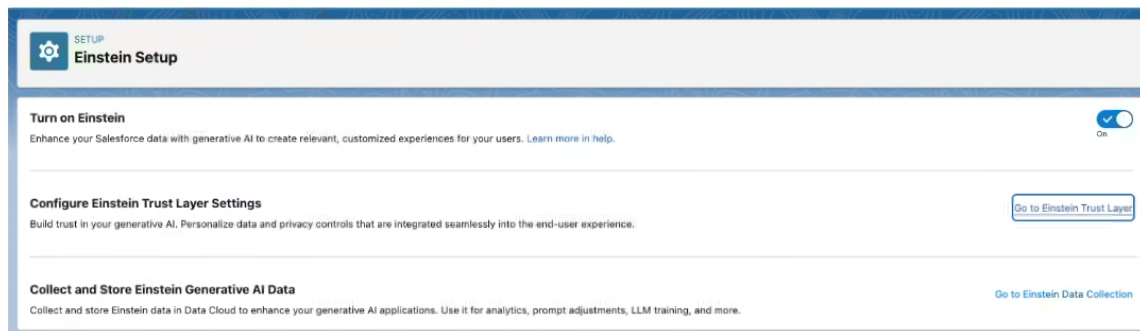 SETUP
Einstein Setup
Turn on Einstein
Enhance your Salesforce data with generative AI to create relevant, customized experiences for your users. Learn more in help.
On
Configure Einstein Trust Layer Settings
Go to Einstein Trust Layer
Build trust in your generative AI. Personalize data and privacy controls that are integrated seamlessly into the end-user experience.
Collect and Store Einstein Generative AI Data
Go to Einstein Data Collection
Collect and store Einstein data in Data Cloud to enhance your generative AI applications. Use it for analytics, prompt adjustments, LLM training, and more.